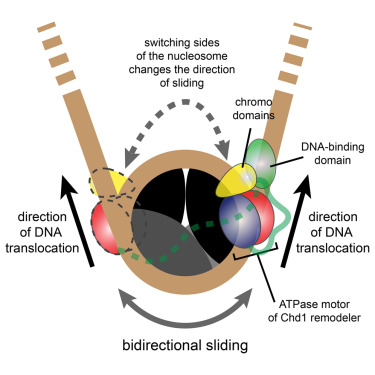 switching sides
of the nucleosome
changes the direction
of sliding
chromo
domains
DNA-binding
domain
direction
of DNA
translocation
direction
of DNA
translocation
ATPase motor
of Chd1 remodeler
bidirectional sliding